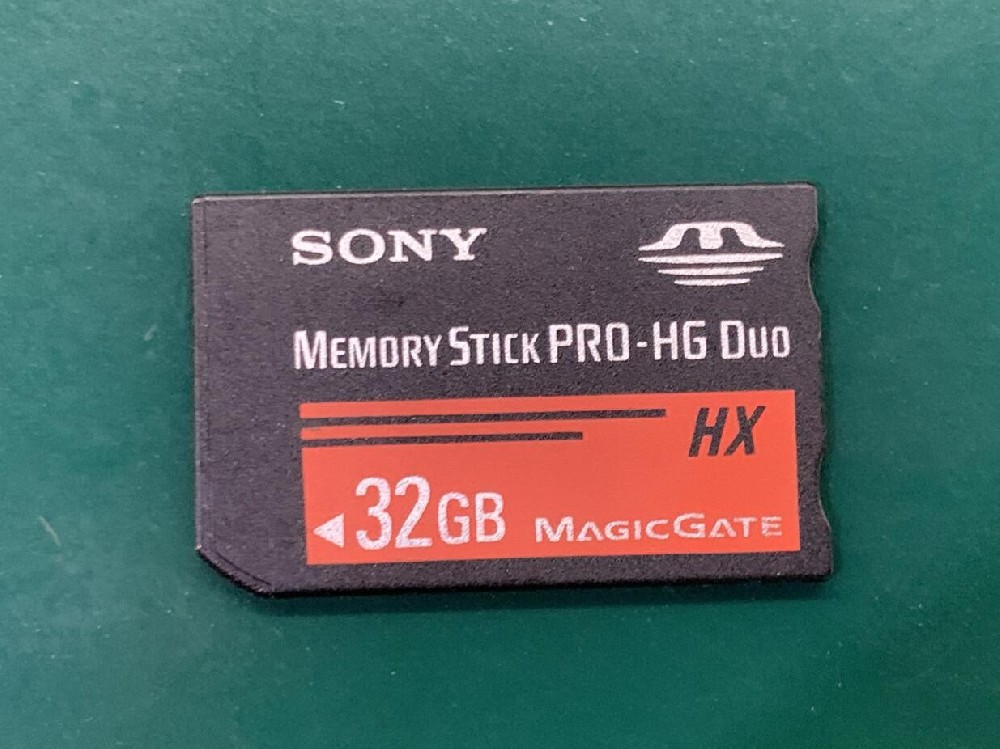 SONY
MEMORY STICK PRO-HG DUO
HX
32GB MAGICGATE